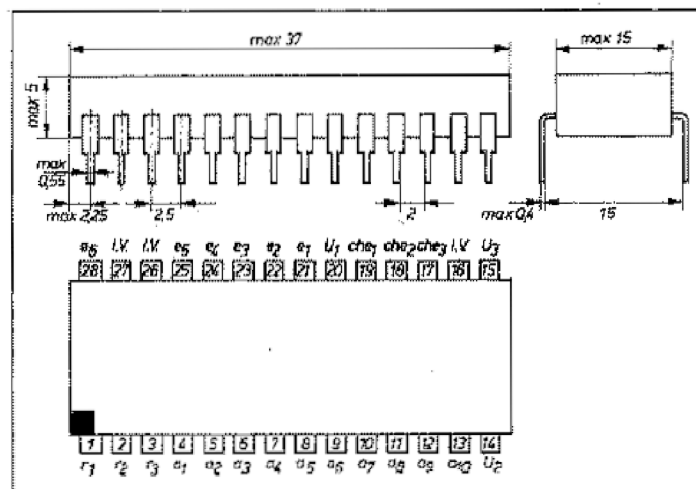 max 37
max 15
max 5
max 0,55
max 2,25
2,5
2
max 0,4
15
e6 I.V. I.V. e5 e4 e3 e2 e1 U1 che1 che2 che3 I.V. U3
28 27 26 25 24 23 22 21 20 19 18 17 16 15
1 2 3 4 5 6 7 8 9 10 11 12 13 14
r1 r2 r3 a1 a2 a3 a4 a5 a6 a7 a8 a9 a10 U2